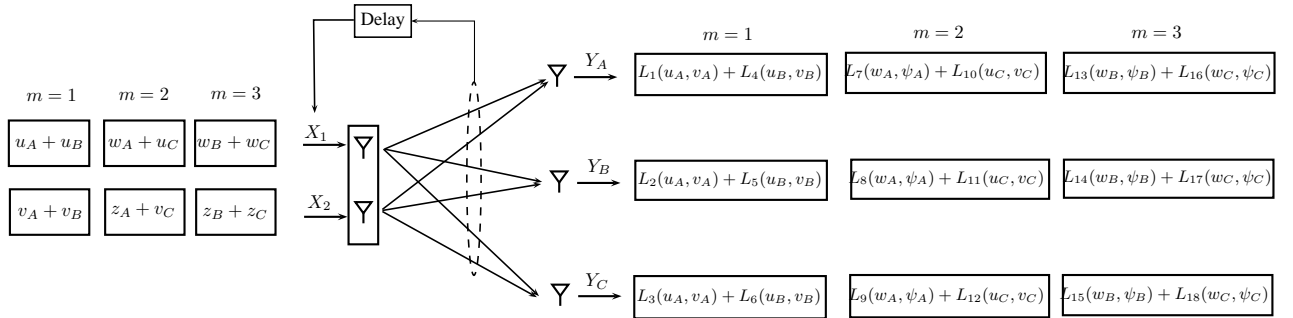 Delay
m = 1 m = 2 m = 3
Y_A
m = 1 m = 2 m = 3
L_1(u_A, v_A) + L_4(u_B, v_B) L_7(w_A, ψ_A) + L_10(u_C, v_C) L_13(w_B, ψ_B) + L_16(w_C, ψ_C)
u_A + u_B w_A + u_C w_B + w_C
X_1
Y_B
L_2(u_A, v_A) + L_5(u_B, v_B) L_8(w_A, ψ_A) + L_11(u_C, v_C) L_14(w_B, ψ_B) + L_17(w_C, ψ_C)
v_A + v_B z_A + v_C z_B + z_C
X_2
Y_C
L_3(u_A, v_A) + L_6(u_B, v_B) L_9(w_A, ψ_A) + L_12(u_C, v_C) L_15(w_B, ψ_B) + L_18(w_C, ψ_C)